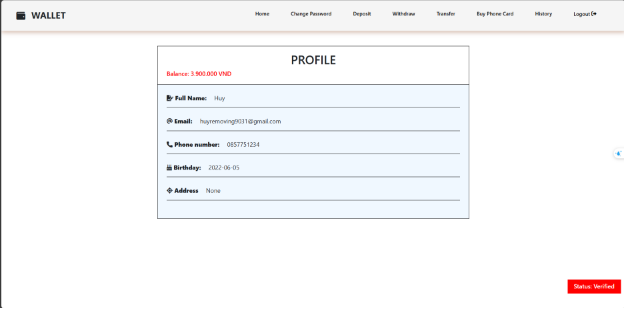 WALLET Home Change Password Deposit Withdraw Transfer Buy Phone Card History Logout
PROFILE
Balance: 3.900.000 VND
Full Name: Huy
Email: huyremoving9031@gmail.com
Phone number: 0857751234
Birthday: 2022-06-05
Address None
Status: Verified